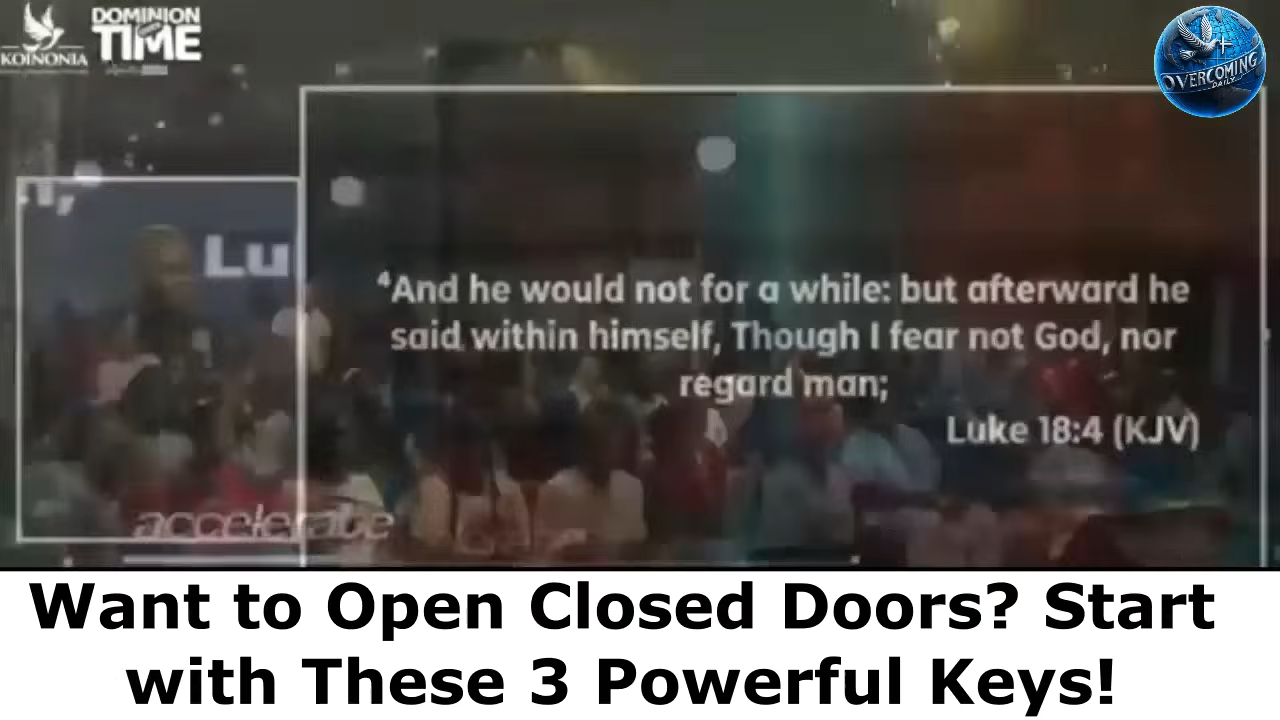 KOINONIA
DOMINION
TIME
OVERCOMING
DAILY
Lu
⁴And he would not for a while: but afterward he
said within himself, Though I fear not God, nor
regard man;
Luke 18:4 (KJV)
accelerate
Want to Open Closed Doors? Start
with These 3 Powerful Keys!